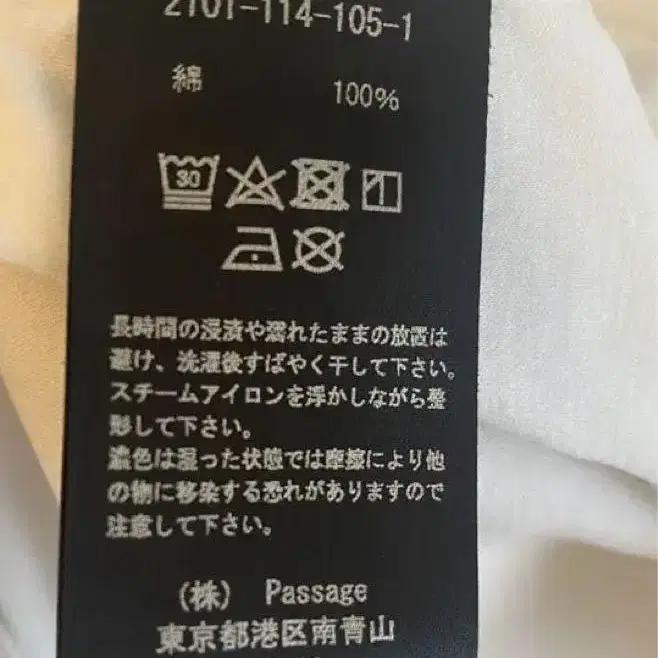 2101-114-105-1
綿 100%
30
長時間の浸漬や濡れたままの放置は
避け、洗濯後すばやく干して下さい。
スチームアイロンを浮かしながら整
形して下さい。
濃色は湿った状態では摩擦により他
の物に移染する恐れがありますので
注意して下さい。
(株) Passage
東京都港区南青山